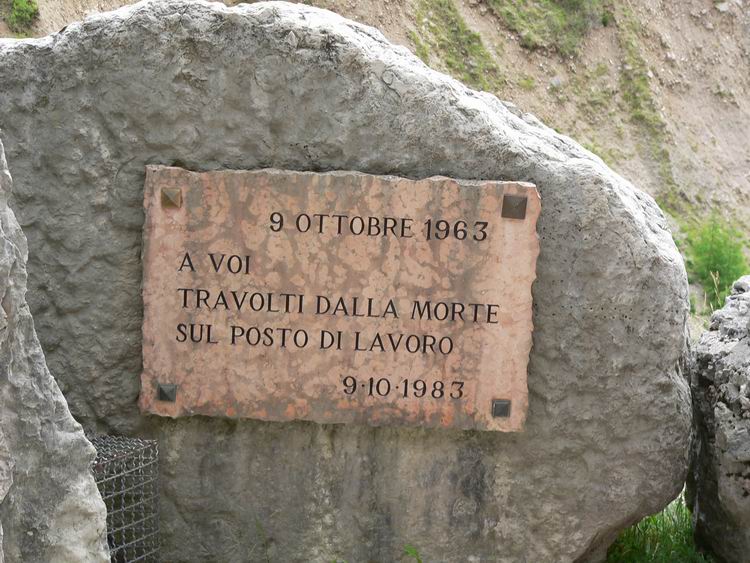 9 OTTOBRE 1963
A VOI
TRAVOLTI DALLA MORTE
SUL POSTO DI LAVORO
9·10·1983